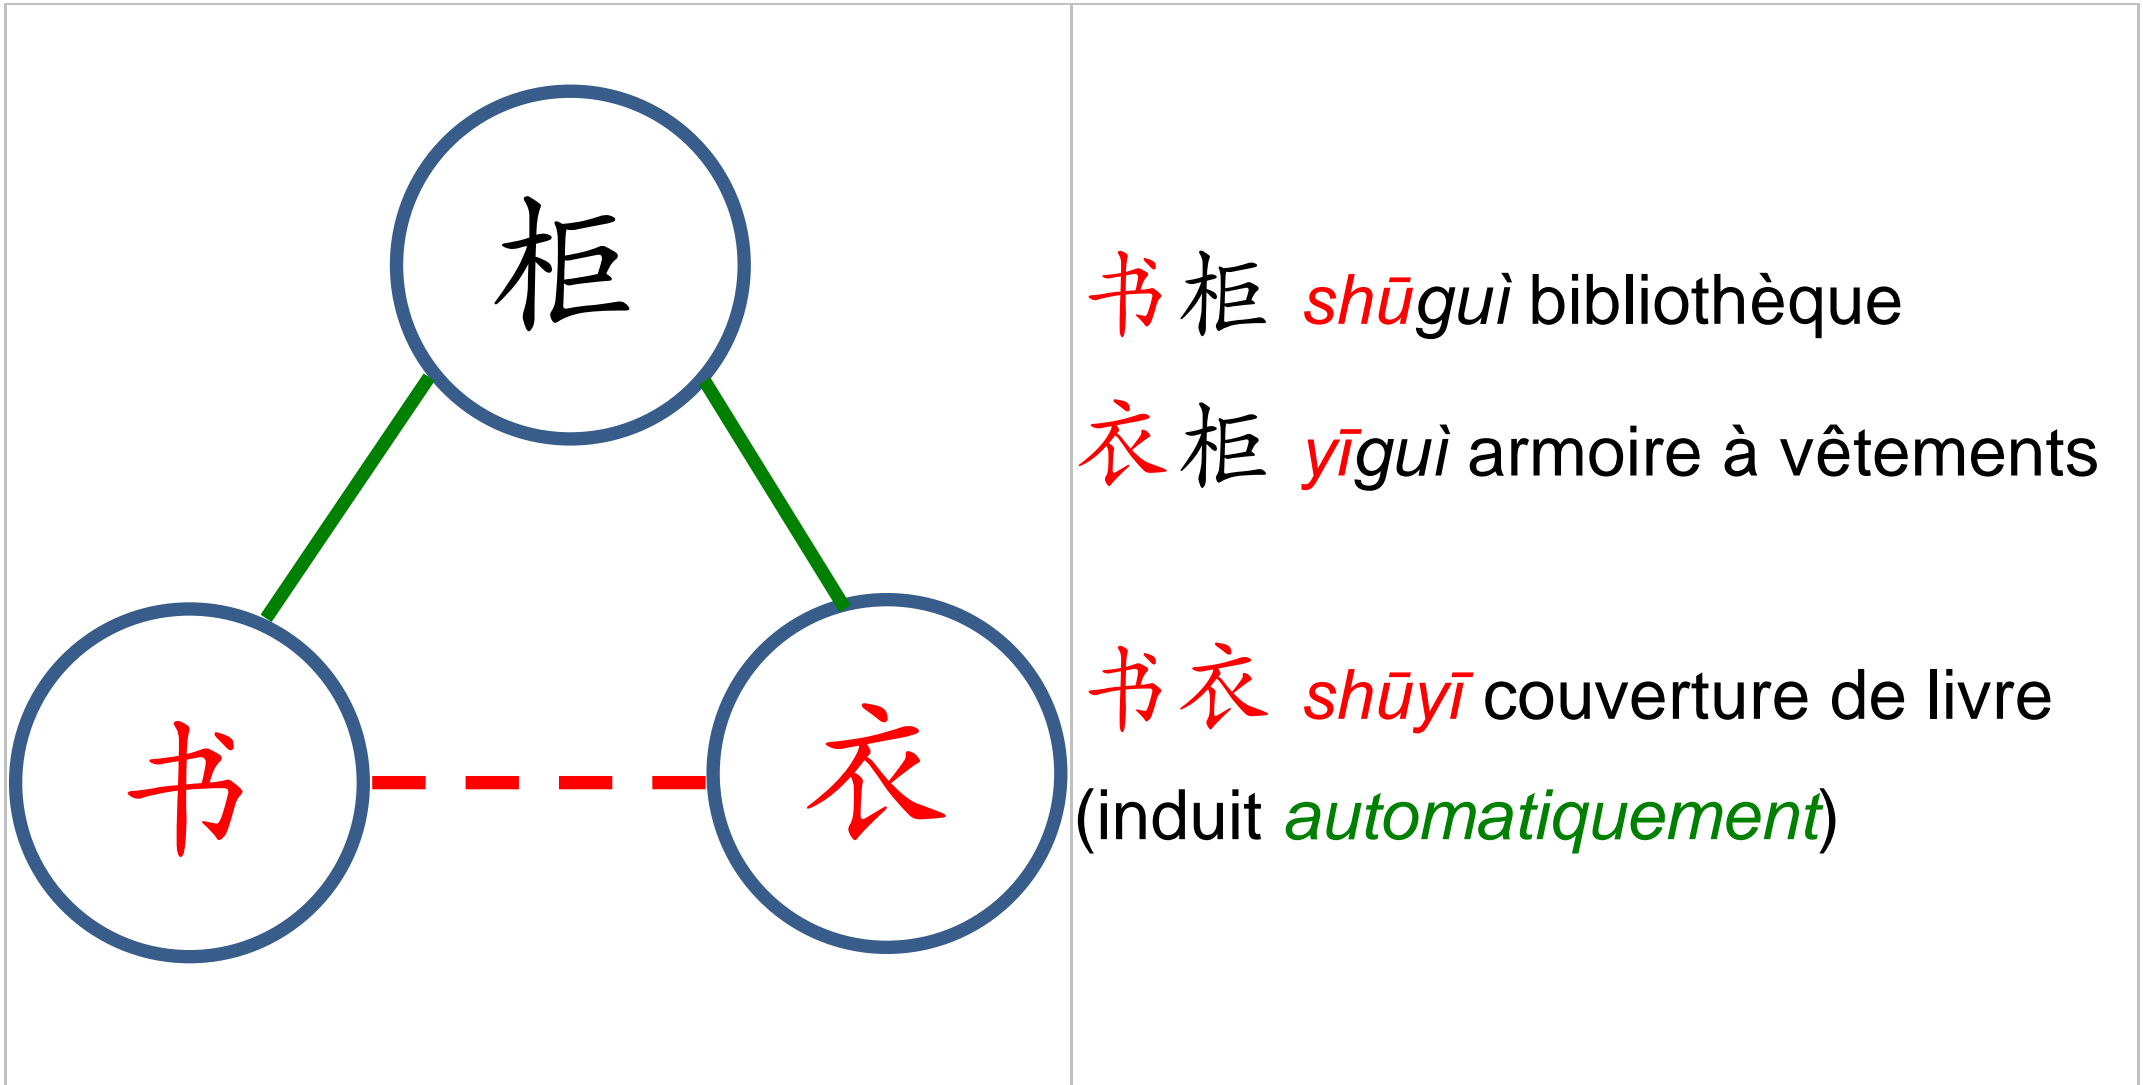 柜
书
衣
书柜 shūguì bibliothèque
衣柜 yīguì armoire à vêtements
书衣 shūyī couverture de livre
(induit automatiquement)